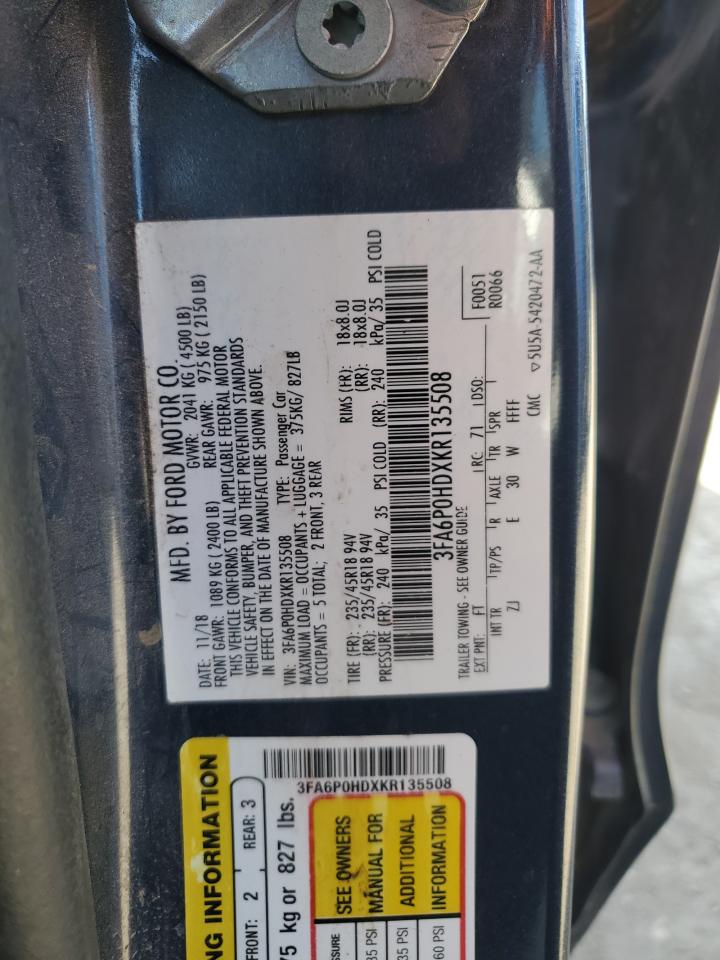 MFD. BY FORD MOTOR CO.
DATE: 11/18 GVWR: 2041 KG ( 4500 LB)
FRONT GAWR: 1089 KG ( 2400 LB) REAR GAWR: 975 KG ( 2150 LB)
THIS VEHICLE CONFORMS TO ALL APPLICABLE FEDERAL MOTOR
VEHICLE SAFETY, BUMPER, AND THEFT PREVENTION STANDARDS
IN EFFECT ON THE DATE OF MANUFACTURE SHOWN ABOVE.
VIN: 3FA6P0HDXKR135508 TYPE: Passenger Car
MAXIMUM LOAD = OCCUPANTS + LUGGAGE = 375KG/ 827LB
OCCUPANTS = 5 TOTAL; 2 FRONT, 3 REAR
TIRE (FR): 235/45R18 94V RIMS (FR): 18x8.0J
(RR): 235/45R18 94V (RR): 18x8.0J
PRESSURE (FR): 240 kPa/ 35 PSI COLD (RR): 240 kPa/ 35 PSI COLD
3FA6P0HDXKR135508
TRAILER TOWING - SEE OWNER GUIDE F0051
EXT PNT: FT RC: 71 DSO: R0066
INT TR TP/PS R AXLE TR SPR
ZJ E 30 W FFFF
CMC ▽5U5A-5420472-AA
3FA6P0HDXKR135508
NG INFORMATION
FRONT: 2 REAR: 3
75 kg or 827 lbs.
SSURE SEE OWNERS
35 PSI MANUAL FOR
35 PSI ADDITIONAL
60 PSI INFORMATION